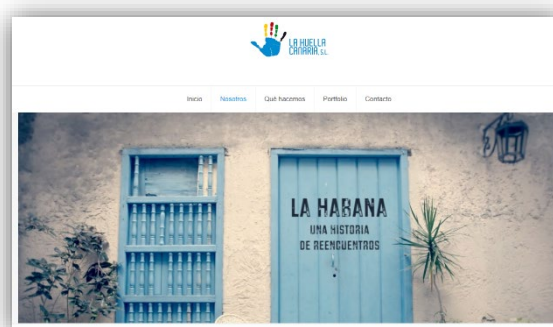 LA HUELLA
CANARIA, S.L.
Inicio Nosotros Qué hacemos Portfolio Contacto
LA HABANA
UNA HISTORIA
DE REENCUENTROS